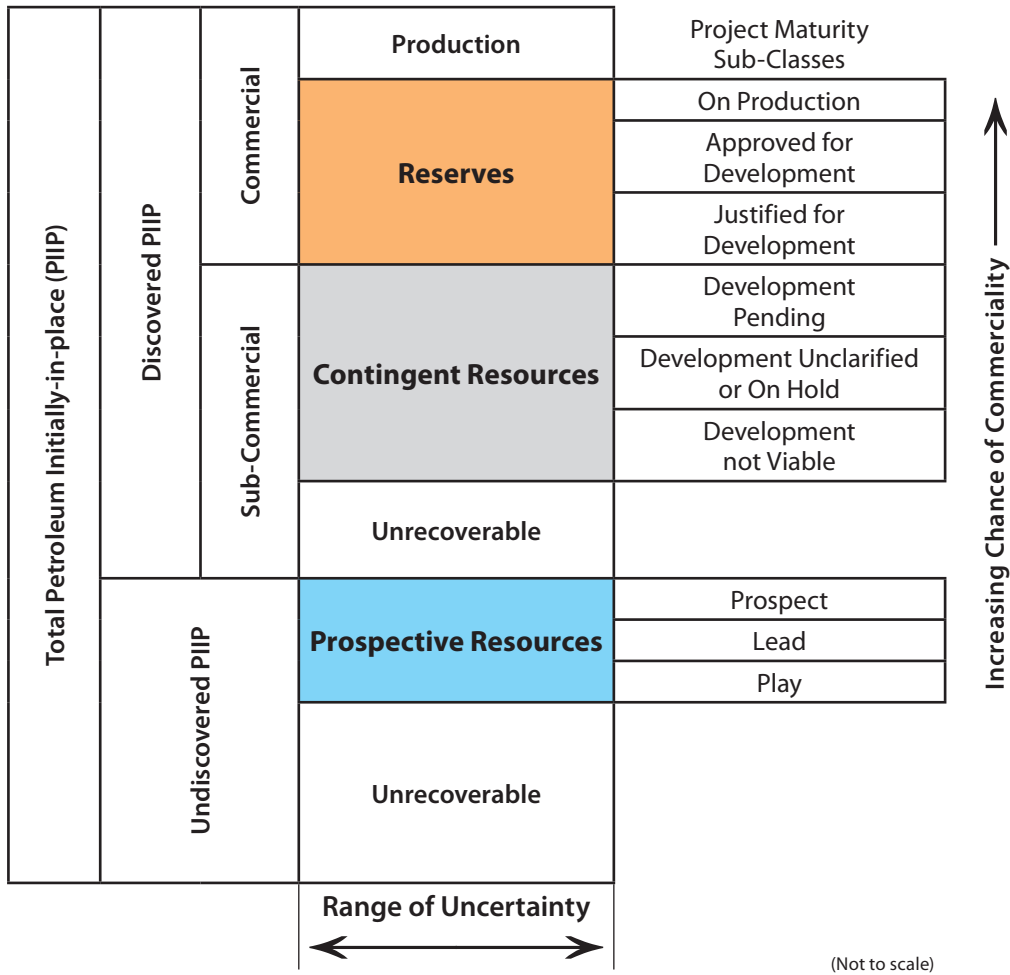 Total Petroleum Initially-in-place (PIIP)
Discovered PIIP
Undiscovered PIIP
Commercial
Sub-Commercial
Production
Reserves
Contingent Resources
Unrecoverable
Prospective Resources
Unrecoverable
Project Maturity
Sub-Classes
On Production
Approved for
Development
Justified for
Development
Development
Pending
Development Unclarified
or On Hold
Development
not Viable
Prospect
Lead
Play
Increasing Chance of Commerciality
Range of Uncertainty
(Not to scale)